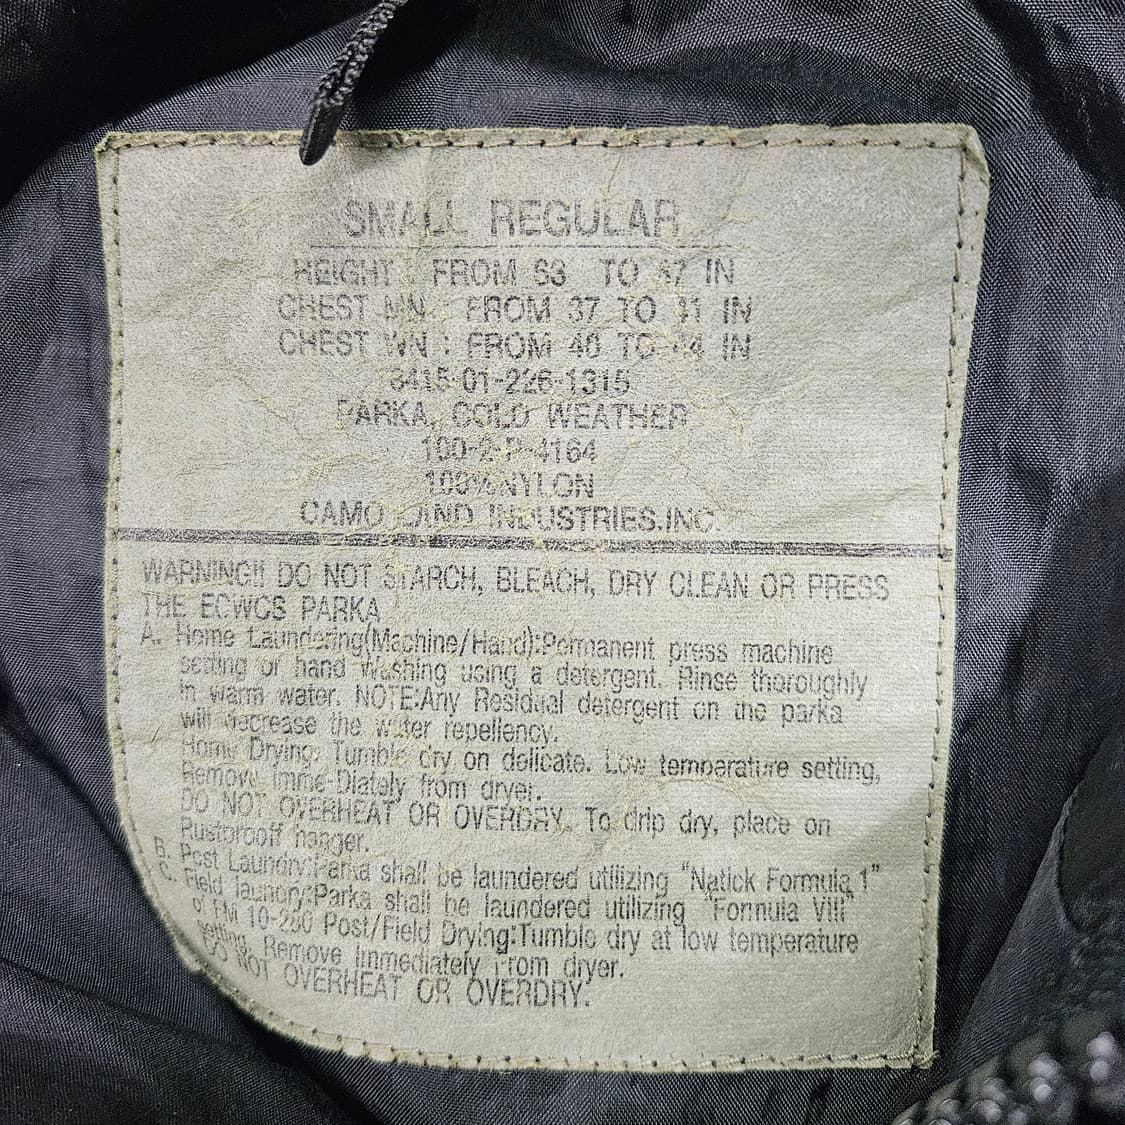 SMALL REGULAR
HEIGHT : FROM 63 TO 67 IN
CHEST MN : FROM 37 TO 41 IN
CHEST WN : FROM 40 TO 44 IN
8415-01-226-1315
PARKA, COLD WEATHER
100-2-P-4164
100% NYLON
CAMO LAND INDUSTRIES.INC.
WARNING!! DO NOT STARCH, BLEACH, DRY CLEAN OR PRESS
THE ECWCS PARKA
A. Home Laundering(Machine/Hand):Permanent press machine
setting or hand washing using a detergent. Rinse thoroughly
in warm water. NOTE:Any Residual detergent on the parka
will decrease the water repellency.
Home Drying: Tumble dry on delicate. Low temperature setting,
Remove Imme-Diately from dryer.
DO NOT OVERHEAT OR OVERDRY. To drip dry, place on
Rustprooff hanger.
B. Post Laundry:Parka shall be laundered utilizing "Natick Formula 1"
C. Field laundry:Parka shall be laundered utilizing "Formula VIII"
of FM 10-280 Post/Field Drying:Tumble dry at low temperature
setting. Remove immediately from dryer.
DO NOT OVERHEAT OR OVERDRY.